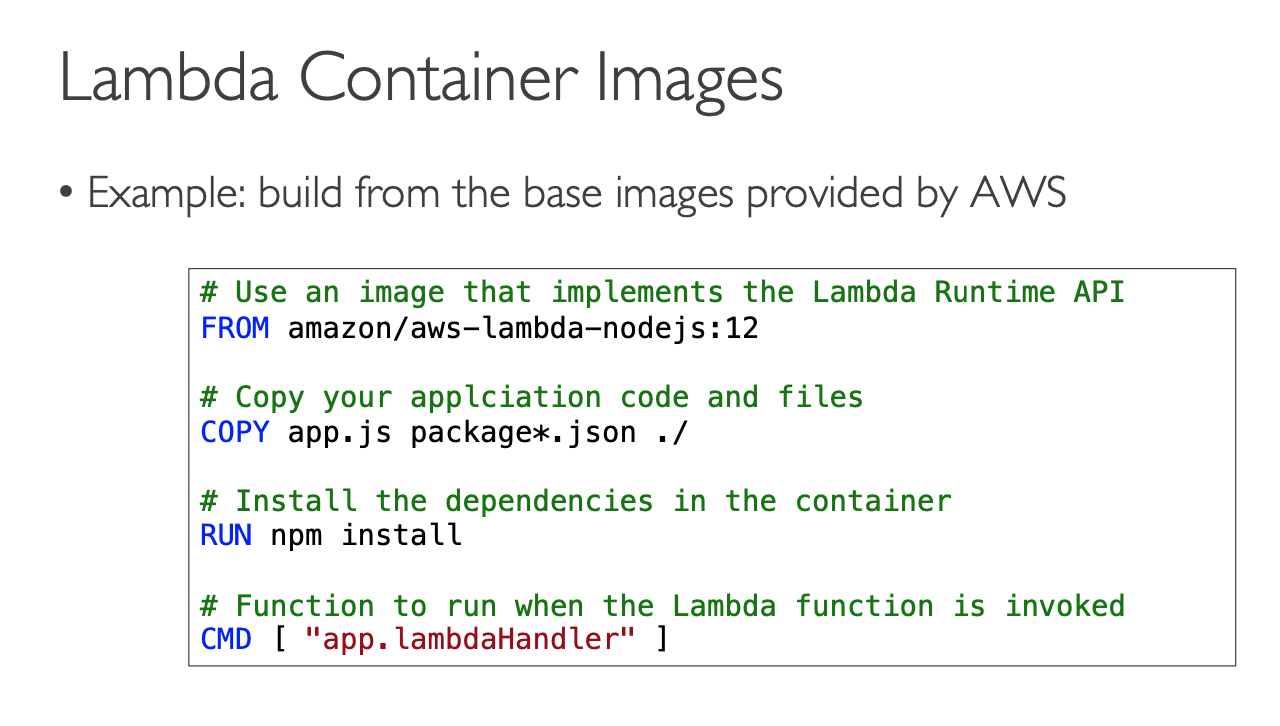 Lambda Container Images
• Example: build from the base images provided by AWS
# Use an image that implements the Lambda Runtime API
FROM amazon/aws-lambda-nodejs:12
# Copy your applciation code and files
COPY app.js package*.json ./
# Install the dependencies in the container
RUN npm install
# Function to run when the Lambda function is invoked
CMD [ "app.lambdaHandler" ]